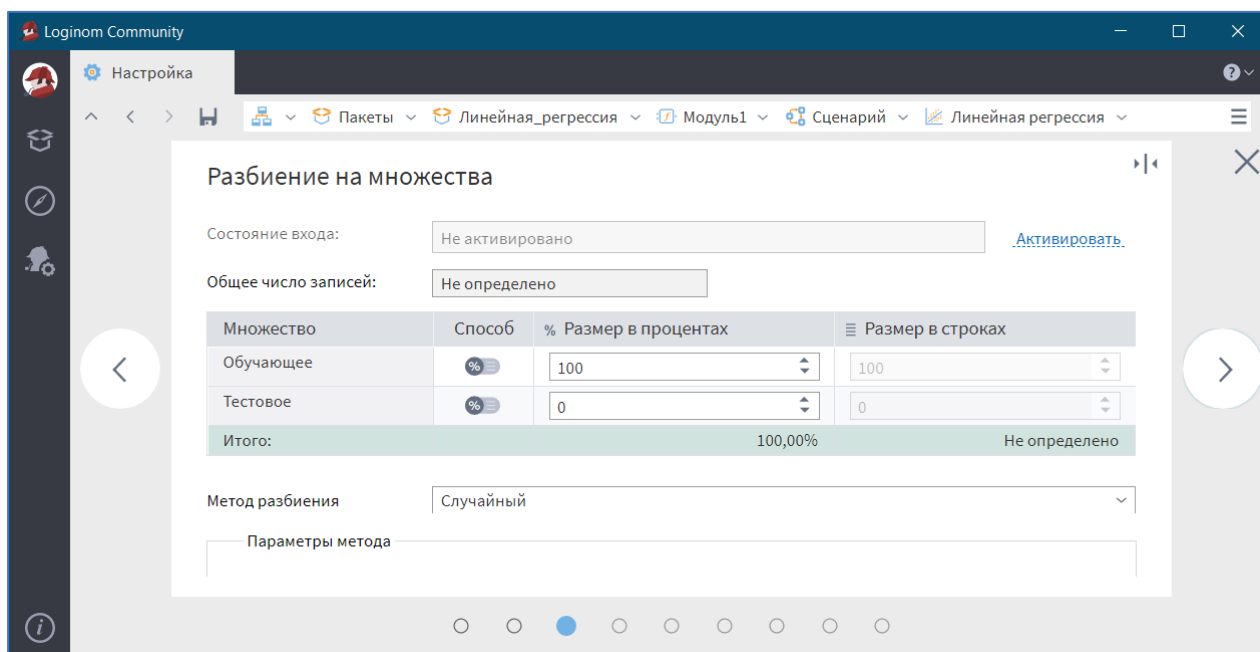 Loginom Community
Настройка
Пакеты Линейная_регрессия Модуль1 Сценарий Линейная регрессия
Разбиение на множества
Состояние входа: Не активировано Активировать
Общее число записей: Не определено
Множество Способ % Размер в процентах Размер в строках
Обучающее % 100 100
Тестовое % 0 0
Итого: 100,00% Не определено
Метод разбиения Случайный
Параметры метода